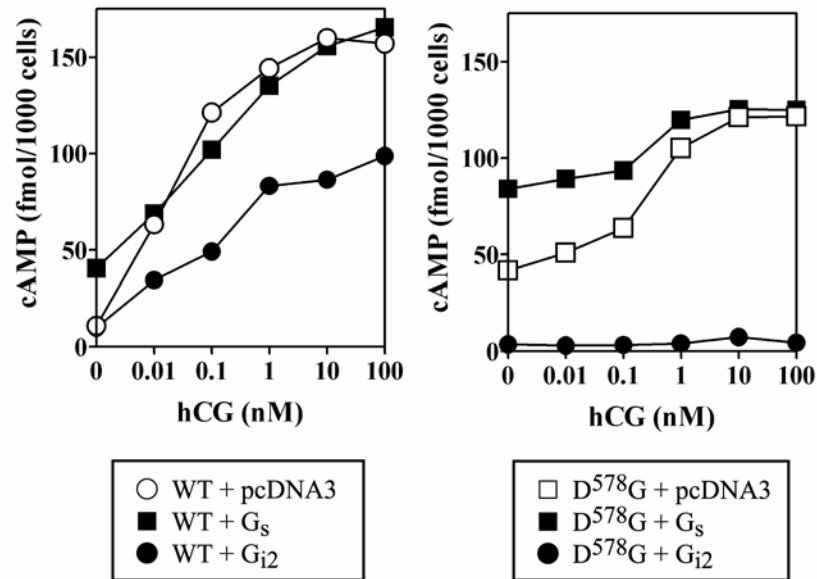 cAMP (fmol/1000 cells)
150
100
50
0
0 0.01 0.1 1 10 100
hCG (nM)
WT + pcDNA3
WT + Gs
WT + Gi2
cAMP (fmol/1000 cells)
150
100
50
0
0 0.01 0.1 1 10 100
hCG (nM)
D578G + pcDNA3
D578G + Gs
D578G + Gi2